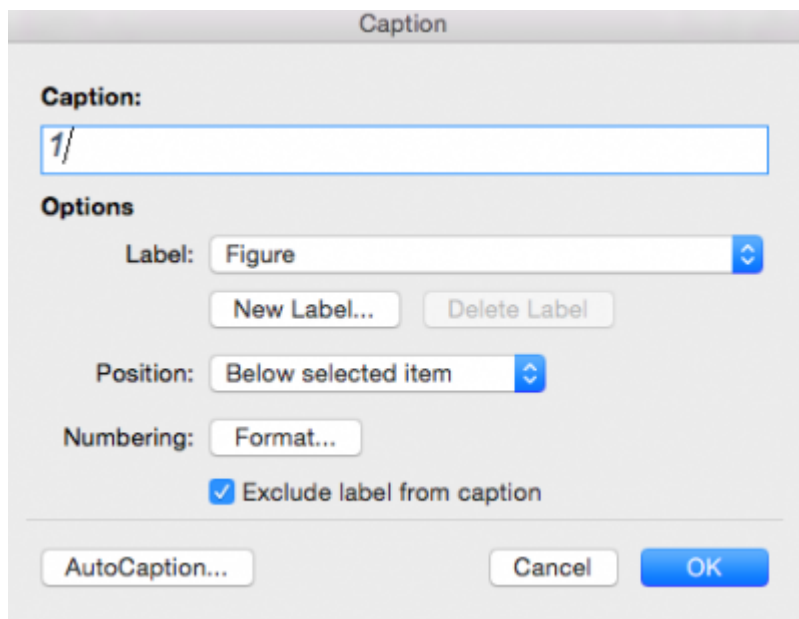 Caption
Caption:
1
Options
Label: Figure
New Label... Delete Label
Position: Below selected item
Numbering: Format...
Exclude label from caption
AutoCaption... Cancel OK